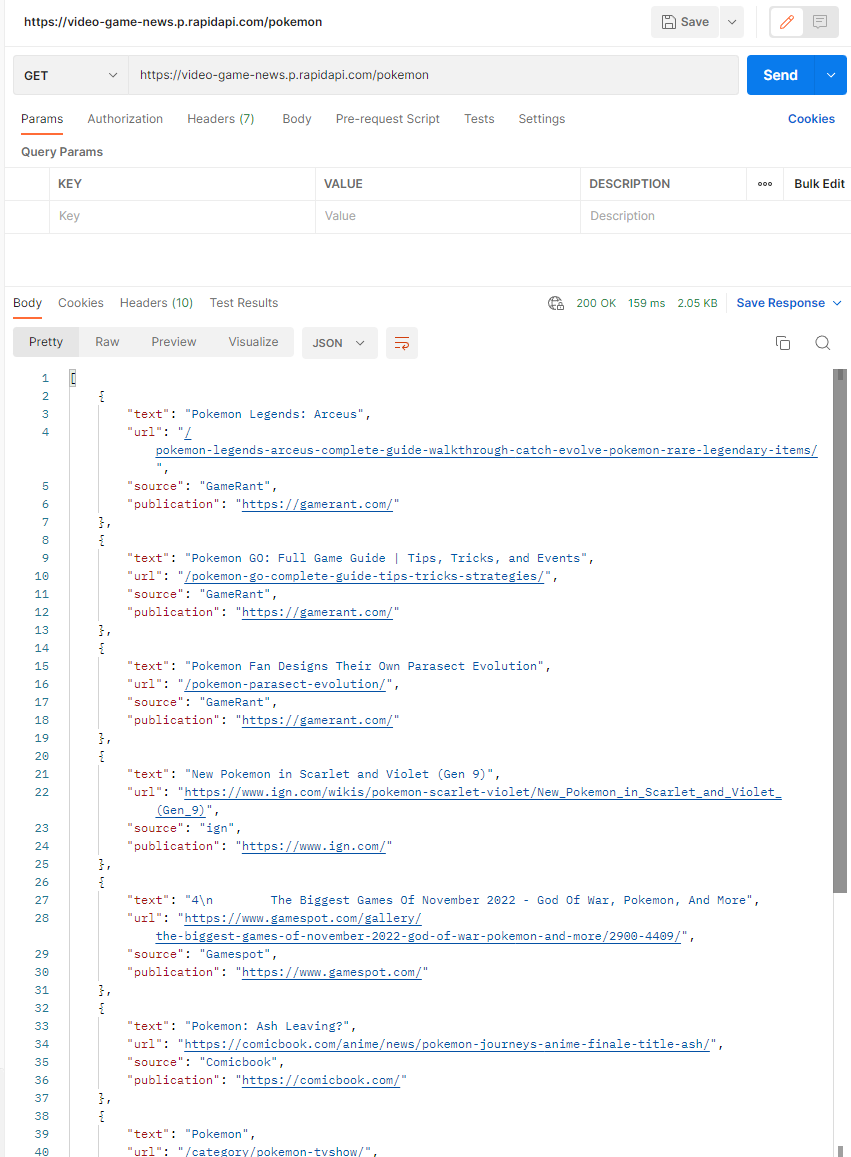 https://video-game-news.p.rapidapi.com/pokemon
Save
GET
https://video-game-news.p.rapidapi.com/pokemon
Send
Params Authorization Headers (7) Body Pre-request Script Tests Settings Cookies
Query Params
KEY VALUE DESCRIPTION ooo Bulk Edit
Key Value Description
Body Cookies Headers (10) Test Results 200 OK 159 ms 2.05 KB Save Response
Pretty Raw Preview Visualize JSON
1 [
2 {
3 "text": "Pokemon Legends: Arceus",
4 "url": "/
pokemon-legends-arceus-complete-guide-walkthrough-catch-evolve-pokemon-rare-legendary-items/
",
5 "source": "GameRant",
6 "publication": "https://gamerant.com/"
7 },
8 {
9 "text": "Pokemon GO: Full Game Guide | Tips, Tricks, and Events",
10 "url": "/pokemon-go-complete-guide-tips-tricks-strategies/",
11 "source": "GameRant",
12 "publication": "https://gamerant.com/"
13 },
14 {
15 "text": "Pokemon Fan Designs Their Own Parasect Evolution",
16 "url": "/pokemon-parasect-evolution/",
17 "source": "GameRant",
18 "publication": "https://gamerant.com/"
19 },
20 {
21 "text": "New Pokemon in Scarlet and Violet (Gen 9)",
22 "url": "https://www.ign.com/wikis/pokemon-scarlet-violet/New_Pokemon_in_Scarlet_and_Violet_
(Gen_9)",
23 "source": "ign",
24 "publication": "https://www.ign.com/"
25 },
26 {
27 "text": "4\n        The Biggest Games Of November 2022 - God Of War, Pokemon, And More",
28 "url": "https://www.gamespot.com/gallery/
the-biggest-games-of-november-2022-god-of-war-pokemon-and-more/2900-4409/",
29 "source": "Gamespot",
30 "publication": "https://www.gamespot.com/"
31 },
32 {
33 "text": "Pokemon: Ash Leaving?",
34 "url": "https://comicbook.com/anime/news/pokemon-journeys-anime-finale-title-ash/",
35 "source": "Comicbook",
36 "publication": "https://comicbook.com/"
37 },
38 {
39 "text": "Pokemon",
40 "url": "/category/pokemon-tvshow/",